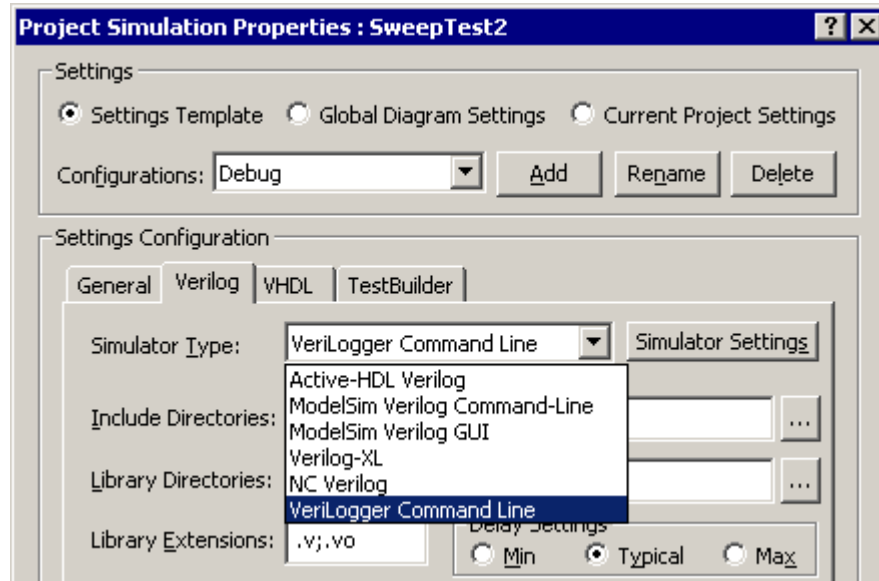 Project Simulation Properties : SweepTest2
Settings
Settings Template Global Diagram Settings Current Project Settings
Configurations: Debug Add Rename Delete
Settings Configuration
General Verilog VHDL TestBuilder
Simulator Type: VeriLogger Command Line Simulator Settings
Active-HDL Verilog
ModelSim Verilog Command-Line
Include Directories: ...
ModelSim Verilog GUI
Verilog-XL
Library Directories: ...
NC Verilog
VeriLogger Command Line
Delay Settings
Library Extensions: .v;.vo
Min Typical Max